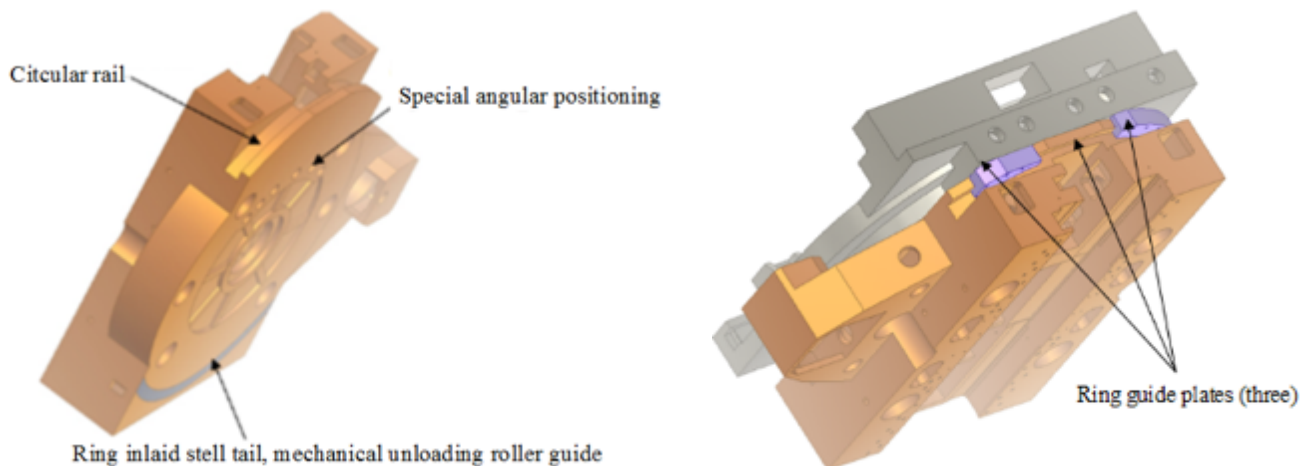 Citcular rail
Special angular positioning
Ring inlaid stell tail, mechanical unloading roller guide
Ring guide plates (three)